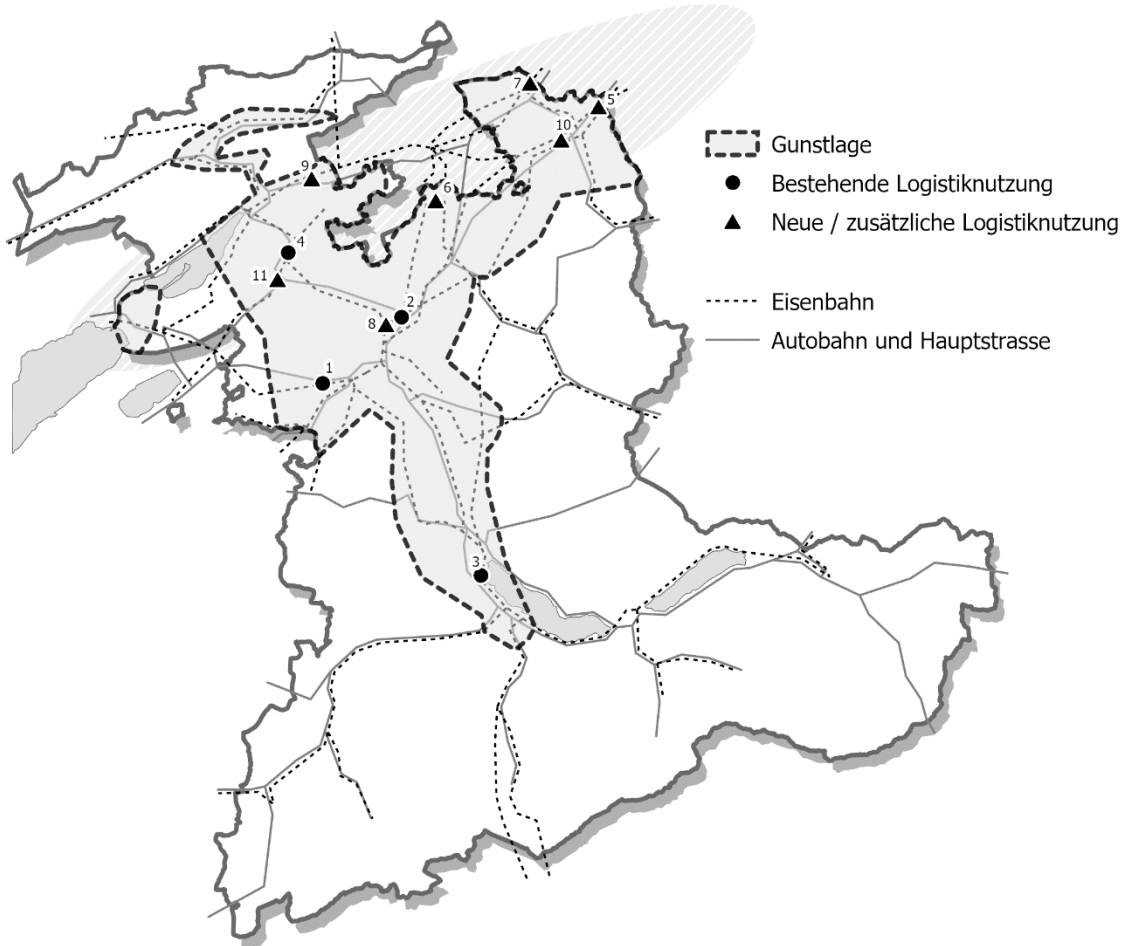 7
5
10
Gunstlage
Bestehende Logistiknutzung
9
6
Neue / zusätzliche Logistiknutzung
4
11
2
Eisenbahn
8
Autobahn und Hauptstrasse
1
3